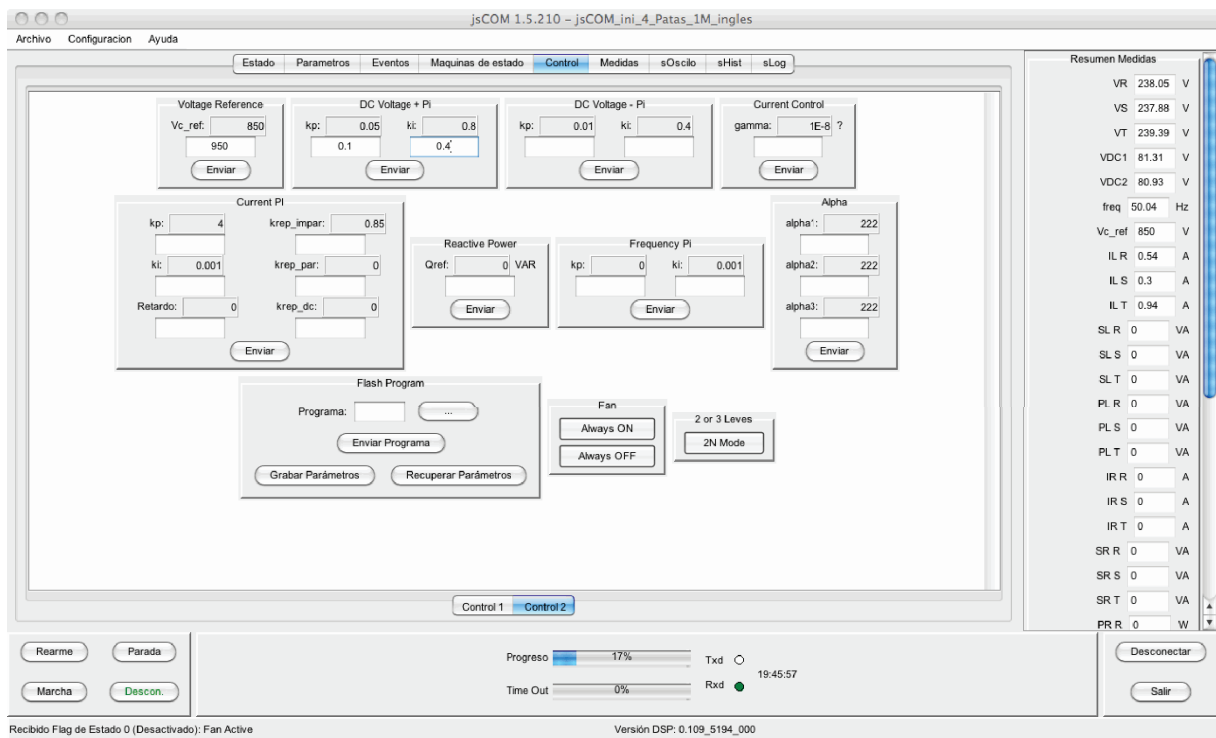 jsCOM 1.5.210 – jsCOM_ini_4_Patas_1M_ingles
Archivo Configuracion Ayuda
Estado Parametros Eventos Maquinas de estado Control Medidas sOscilo sHist sLog
Voltage Reference
Vc_ref: 850
950
Enviar
DC Voltage + Pi
kp: 0.05 ki: 0.8
0.1 0.4
Enviar
DC Voltage - Pi
kp: 0.01 ki: 0.4
Enviar
Current Control
gamma: 1E-8 ?
Enviar
Current PI
kp: 4 krep_impar: 0.85
ki: 0.001 krep_par: 0
Retardo: 0 krep_dc: 0
Enviar
Reactive Power
Qref: 0 VAR
Enviar
Frequency Pi
kp: 0 ki: 0.001
Enviar
Alpha
alpha1: 222
alpha2: 222
alpha3: 222
Enviar
Flash Program
Programa: ...
Enviar Programa
Grabar Parámetros Recuperar Parámetros
Fan
Always ON
Always OFF
2 or 3 Leves
2N Mode
Control 1 Control 2
Resumen Medidas
VR 238.05 V
VS 237.88 V
VT 239.39 V
VDC1 81.31 V
VDC2 80.93 V
freq 50.04 Hz
Vc_ref 850 V
IL R 0.54 A
IL S 0.3 A
IL T 0.94 A
SL R 0 VA
SL S 0 VA
SL T 0 VA
PL R 0 VA
PL S 0 VA
PL T 0 VA
IR R 0 A
IR S 0 A
IR T 0 A
SR R 0 VA
SR S 0 VA
SR T 0 VA
PR R 0 W
Rearme Parada
Marcha Descon.
Progreso 17% Txd
Time Out 0% Rxd
19:45:57
Desconectar
Salir
Recibido Flag de Estado 0 (Desactivado): Fan Active Versión DSP: 0.109_5194_000